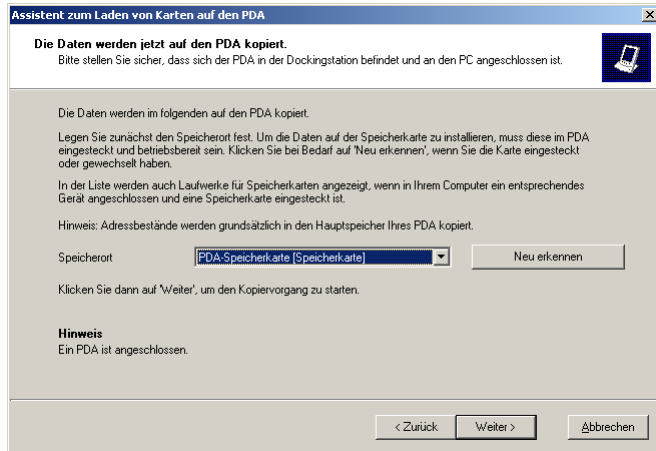 Assistent zum Laden von Karten auf den PDA
Die Daten werden jetzt auf den PDA kopiert.
Bitte stellen Sie sicher, dass sich der PDA in der Dockingstation befindet und an den PC angeschlossen ist.
Die Daten werden im folgenden auf den PDA kopiert.
Legen Sie zunächst den Speicherort fest. Um die Daten auf der Speicherkarte zu installieren, muss diese im PDA
eingesteckt und betriebsbereit sein. Klicken Sie bei Bedarf auf 'Neu erkennen', wenn Sie die Karte eingesteckt
oder gewechselt haben.
In der Liste werden auch Laufwerke für Speicherkarten angezeigt, wenn in Ihrem Computer ein entsprechendes
Gerät angeschlossen und eine Speicherkarte eingesteckt ist.
Hinweis: Adressbestände werden grundsätzlich in den Hauptspeicher Ihres PDA kopiert.
Speicherort PDA-Speicherkarte [Speicherkarte] Neu erkennen
Klicken Sie dann auf 'Weiter', um den Kopiervorgang zu starten.
Hinweis
Ein PDA ist angeschlossen.
< Zurück Weiter > Abbrechen